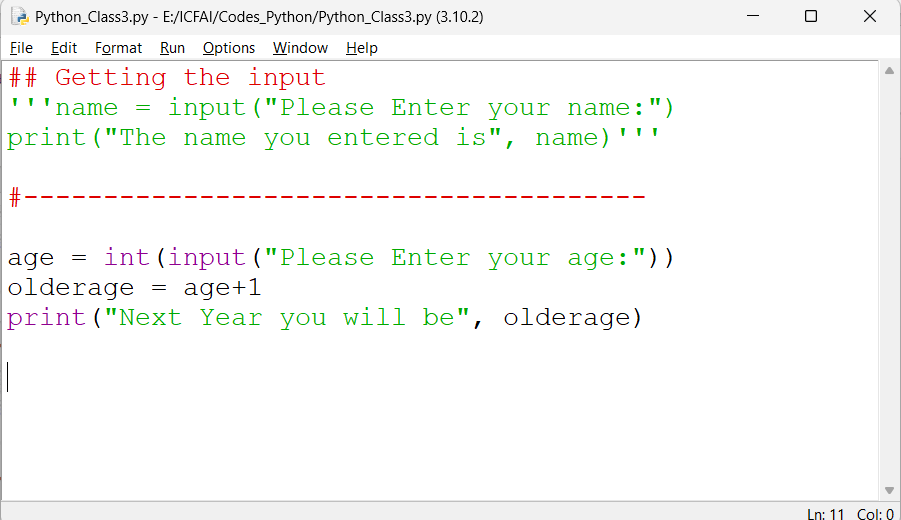 Python_Class3.py - E:/ICFAI/Codes_Python/Python_Class3.py (3.10.2)
File Edit Format Run Options Window Help
## Getting the input
'''name = input("Please Enter your name:")
print("The name you entered is", name)'''
#----------------------------------------
age = int(input("Please Enter your age:"))
olderage = age+1
print("Next Year you will be", olderage)
Ln: 11 Col: 0